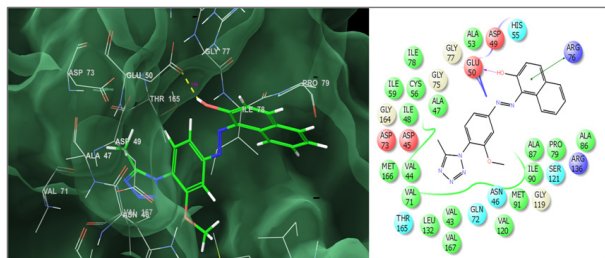 GLY 77
ASP 73
GLU 50
PRO 79
THR 165
ILE 78
ASP 49
ALA 47
VAL 71
HIS 55
ALA 53
ASP 49
GLY 77
GLU 50
ARG 76
ILE 78
GLY 75
ILE 59
CYS 56
ALA 47
GLY 164
ILE 48
ASP 73
ASP 45
MET 166
VAL 44
VAL 71
ALA 87
PRO 79
ALA 86
ILE 90
SER 121
ARG 136
ASN 46
MET 91
GLY 119
THR 165
LEU 132
VAL 43
GLN 72
VAL 120
VAL 167
HO
N
N
N
N
N
N
O